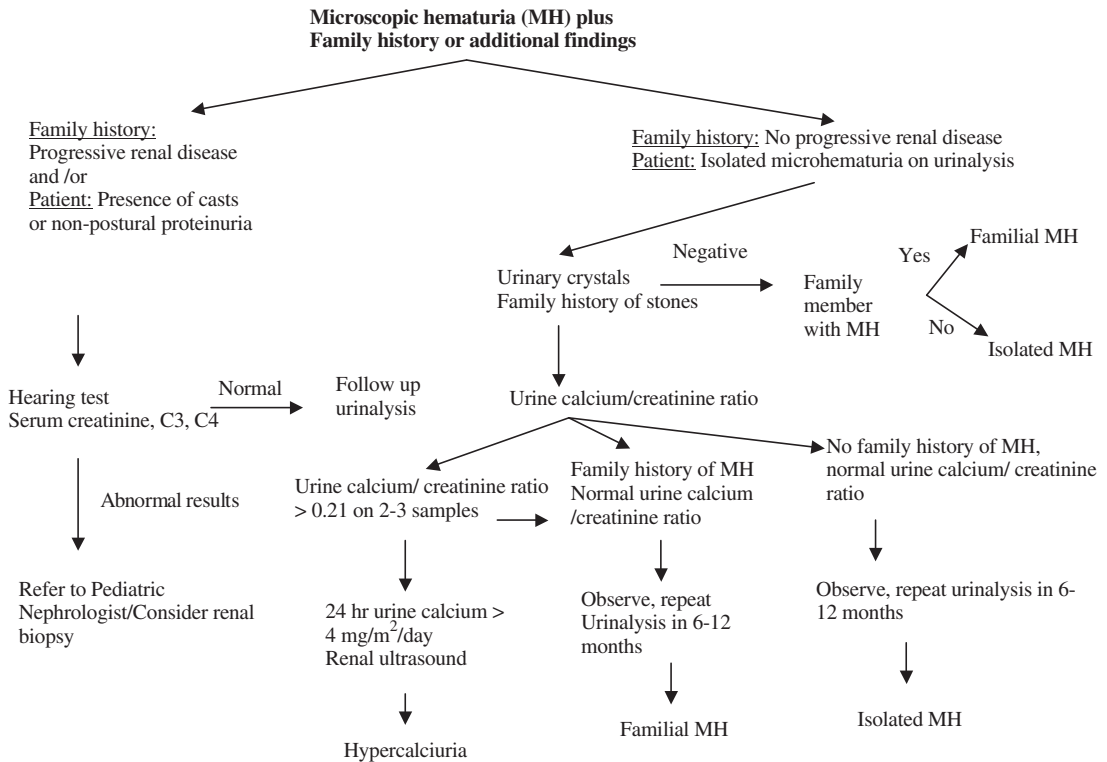 Microscopic hematuria (MH) plus
Family history or additional findings
Family history:
Progressive renal disease
and /or
Patient: Presence of casts
or non-postural proteinuria
Family history: No progressive renal disease
Patient: Isolated microhematuria on urinalysis
Urinary crystals
Family history of stones
Negative
Family
member
with MH
Yes
Familial MH
No
Isolated MH
Hearing test
Serum creatinine, C3, C4
Normal
Follow up
urinalysis
Urine calcium/creatinine ratio
Abnormal results
Refer to Pediatric
Nephrologist/Consider renal
biopsy
Urine calcium/ creatinine ratio
> 0.21 on 2-3 samples
24 hr urine calcium >
4 mg/m²/day
Renal ultrasound
Hypercalciuria
Family history of MH
Normal urine calcium
/creatinine ratio
Observe, repeat
Urinalysis in 6-12
months
Familial MH
No family history of MH,
normal urine calcium/ creatinine
ratio
Observe, repeat urinalysis in 6-
12 months
Isolated MH